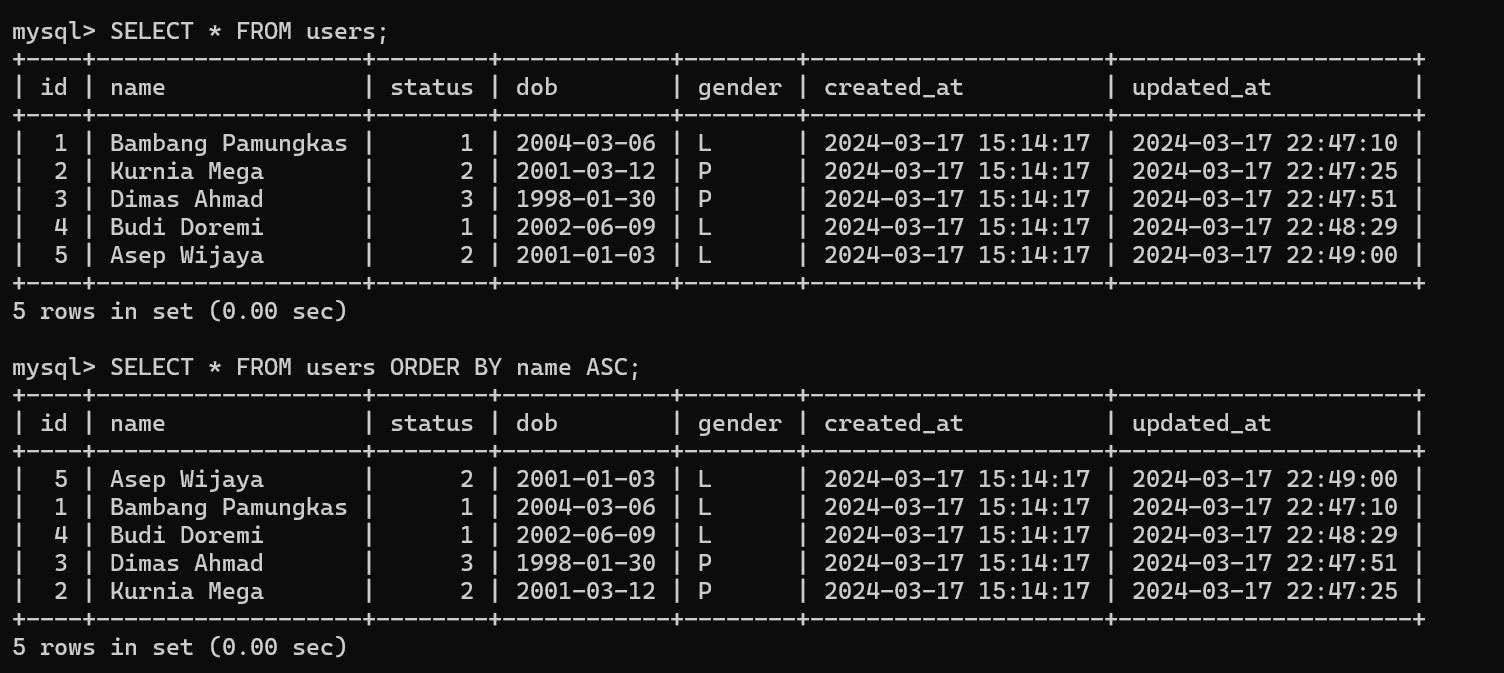 mysql> SELECT * FROM users;
+----+------------------+--------+------------+--------+---------------------+---------------------+
| id | name             | status | dob        | gender | created_at          | updated_at          |
+----+------------------+--------+------------+--------+---------------------+---------------------+
|  1 | Bambang Pamungkas |      1 | 2004-03-06 | L      | 2024-03-17 15:14:17 | 2024-03-17 22:47:10 |
|  2 | Kurnia Mega       |      2 | 2001-03-12 | P      | 2024-03-17 15:14:17 | 2024-03-17 22:47:25 |
|  3 | Dimas Ahmad       |      3 | 1998-01-30 | P      | 2024-03-17 15:14:17 | 2024-03-17 22:47:51 |
|  4 | Budi Doremi       |      1 | 2002-06-09 | L      | 2024-03-17 15:14:17 | 2024-03-17 22:48:29 |
|  5 | Asep Wijaya       |      2 | 2001-01-03 | L      | 2024-03-17 15:14:17 | 2024-03-17 22:49:00 |
+----+-------------------+--------+------------+--------+---------------------+---------------------+
5 rows in set (0.00 sec)

mysql> SELECT * FROM users ORDER BY name ASC;
+----+-------------------+--------+------------+--------+---------------------+---------------------+
| id | name              | status | dob        | gender | created_at          | updated_at          |
+----+-------------------+--------+------------+--------+---------------------+---------------------+
|  5 | Asep Wijaya       |      2 | 2001-01-03 | L      | 2024-03-17 15:14:17 | 2024-03-17 22:49:00 |
|  1 | Bambang Pamungkas |      1 | 2004-03-06 | L      | 2024-03-17 15:14:17 | 2024-03-17 22:47:10 |
|  4 | Budi Doremi       |      1 | 2002-06-09 | L      | 2024-03-17 15:14:17 | 2024-03-17 22:48:29 |
|  3 | Dimas Ahmad       |      3 | 1998-01-30 | P      | 2024-03-17 15:14:17 | 2024-03-17 22:47:51 |
|  2 | Kurnia Mega       |      2 | 2001-03-12 | P      | 2024-03-17 15:14:17 | 2024-03-17 22:47:25 |
+----+-------------------+--------+------------+--------+---------------------+---------------------+
5 rows in set (0.00 sec)